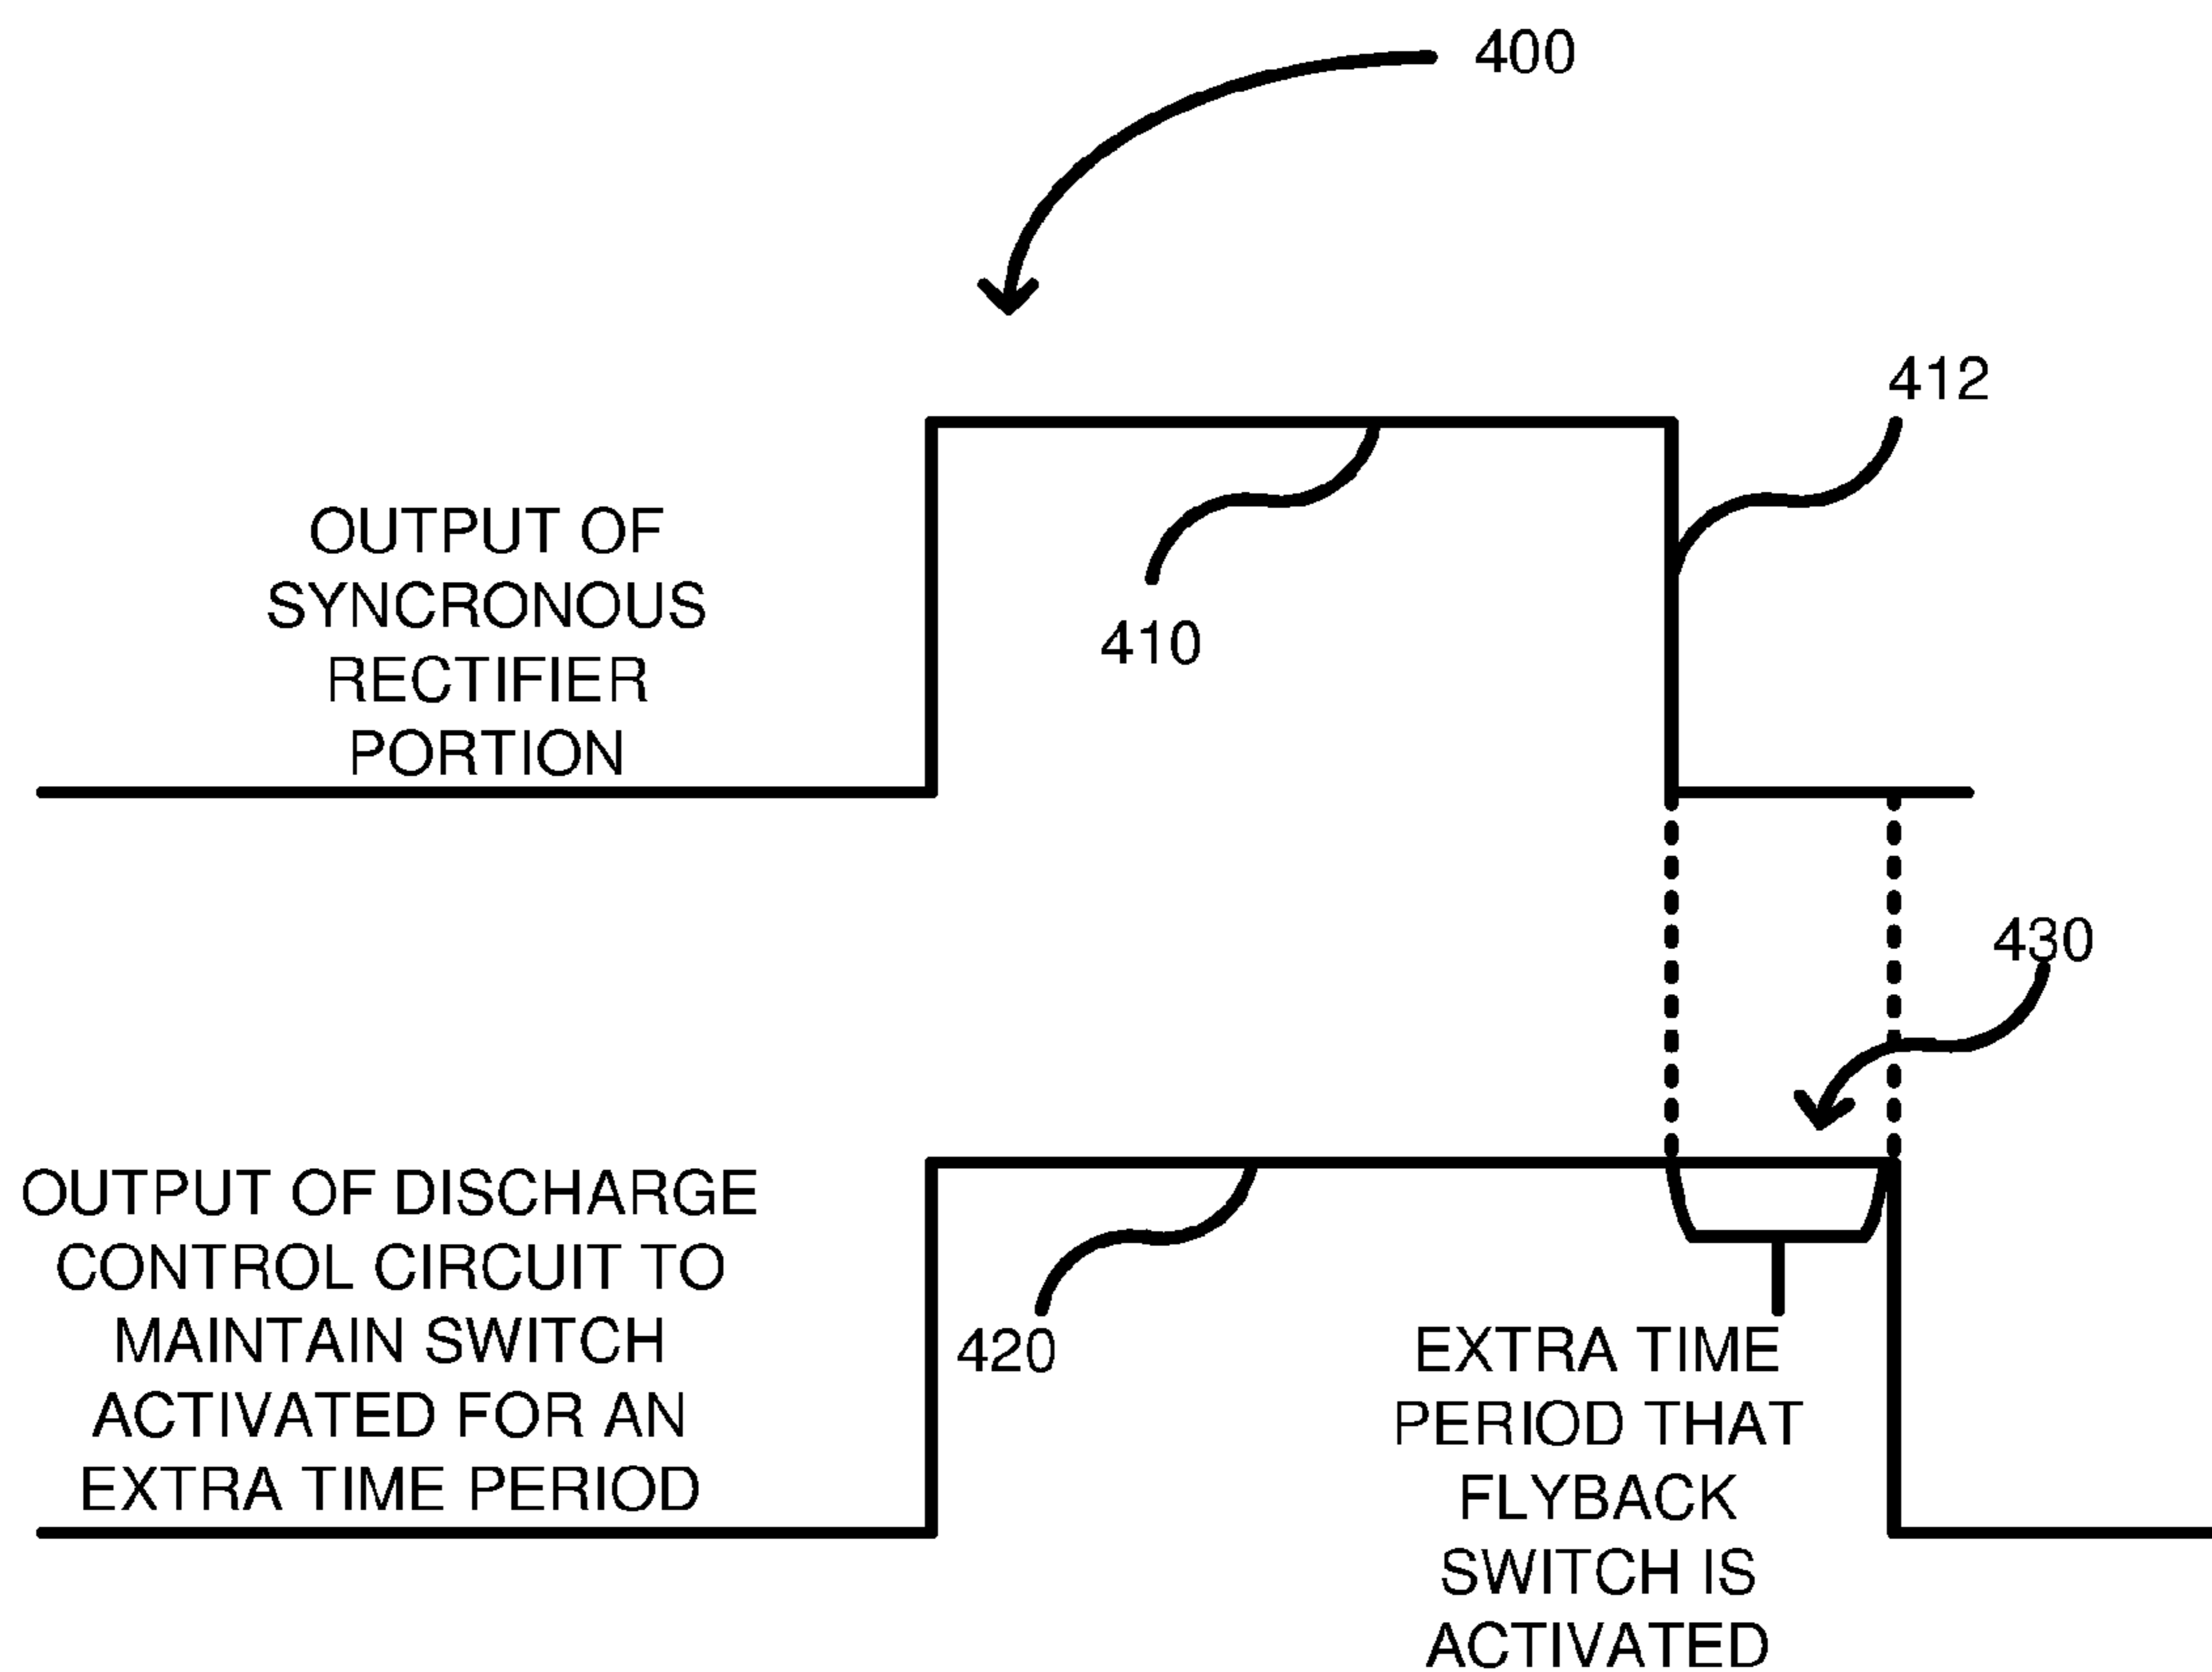 400
412
OUTPUT OF
SYNCRONOUS
RECTIFIER
PORTION
410
430
OUTPUT OF DISCHARGE
CONTROL CIRCUIT TO
MAINTAIN SWITCH
ACTIVATED FOR AN
EXTRA TIME PERIOD
420
EXTRA TIME
PERIOD THAT
FLYBACK
SWITCH IS
ACTIVATED